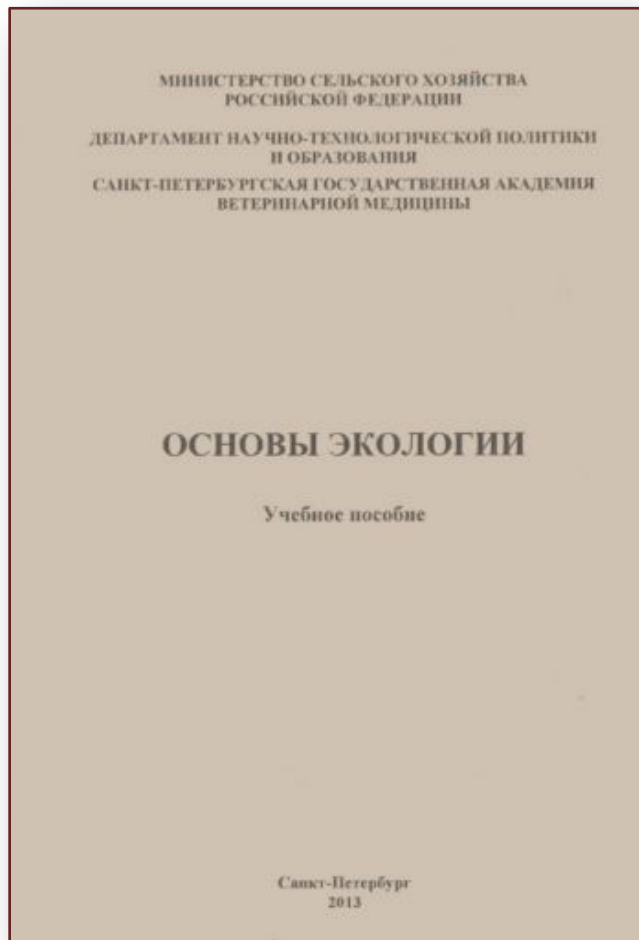 МИНИСТЕРСТВО СЕЛЬСКОГО ХОЗЯЙСТВА
РОССИЙСКОЙ ФЕДЕРАЦИИ
ДЕПАРТАМЕНТ НАУЧНО-ТЕХНОЛОГИЧЕСКОЙ ПОЛИТИКИ
И ОБРАЗОВАНИЯ
САНКТ-ПЕТЕРБУРГСКАЯ ГОСУДАРСТВЕННАЯ АКАДЕМИЯ
ВЕТЕРИНАРНОЙ МЕДИЦИНЫ
ОСНОВЫ ЭКОЛОГИИ
Учебное пособие
Санкт-Петербург
2013